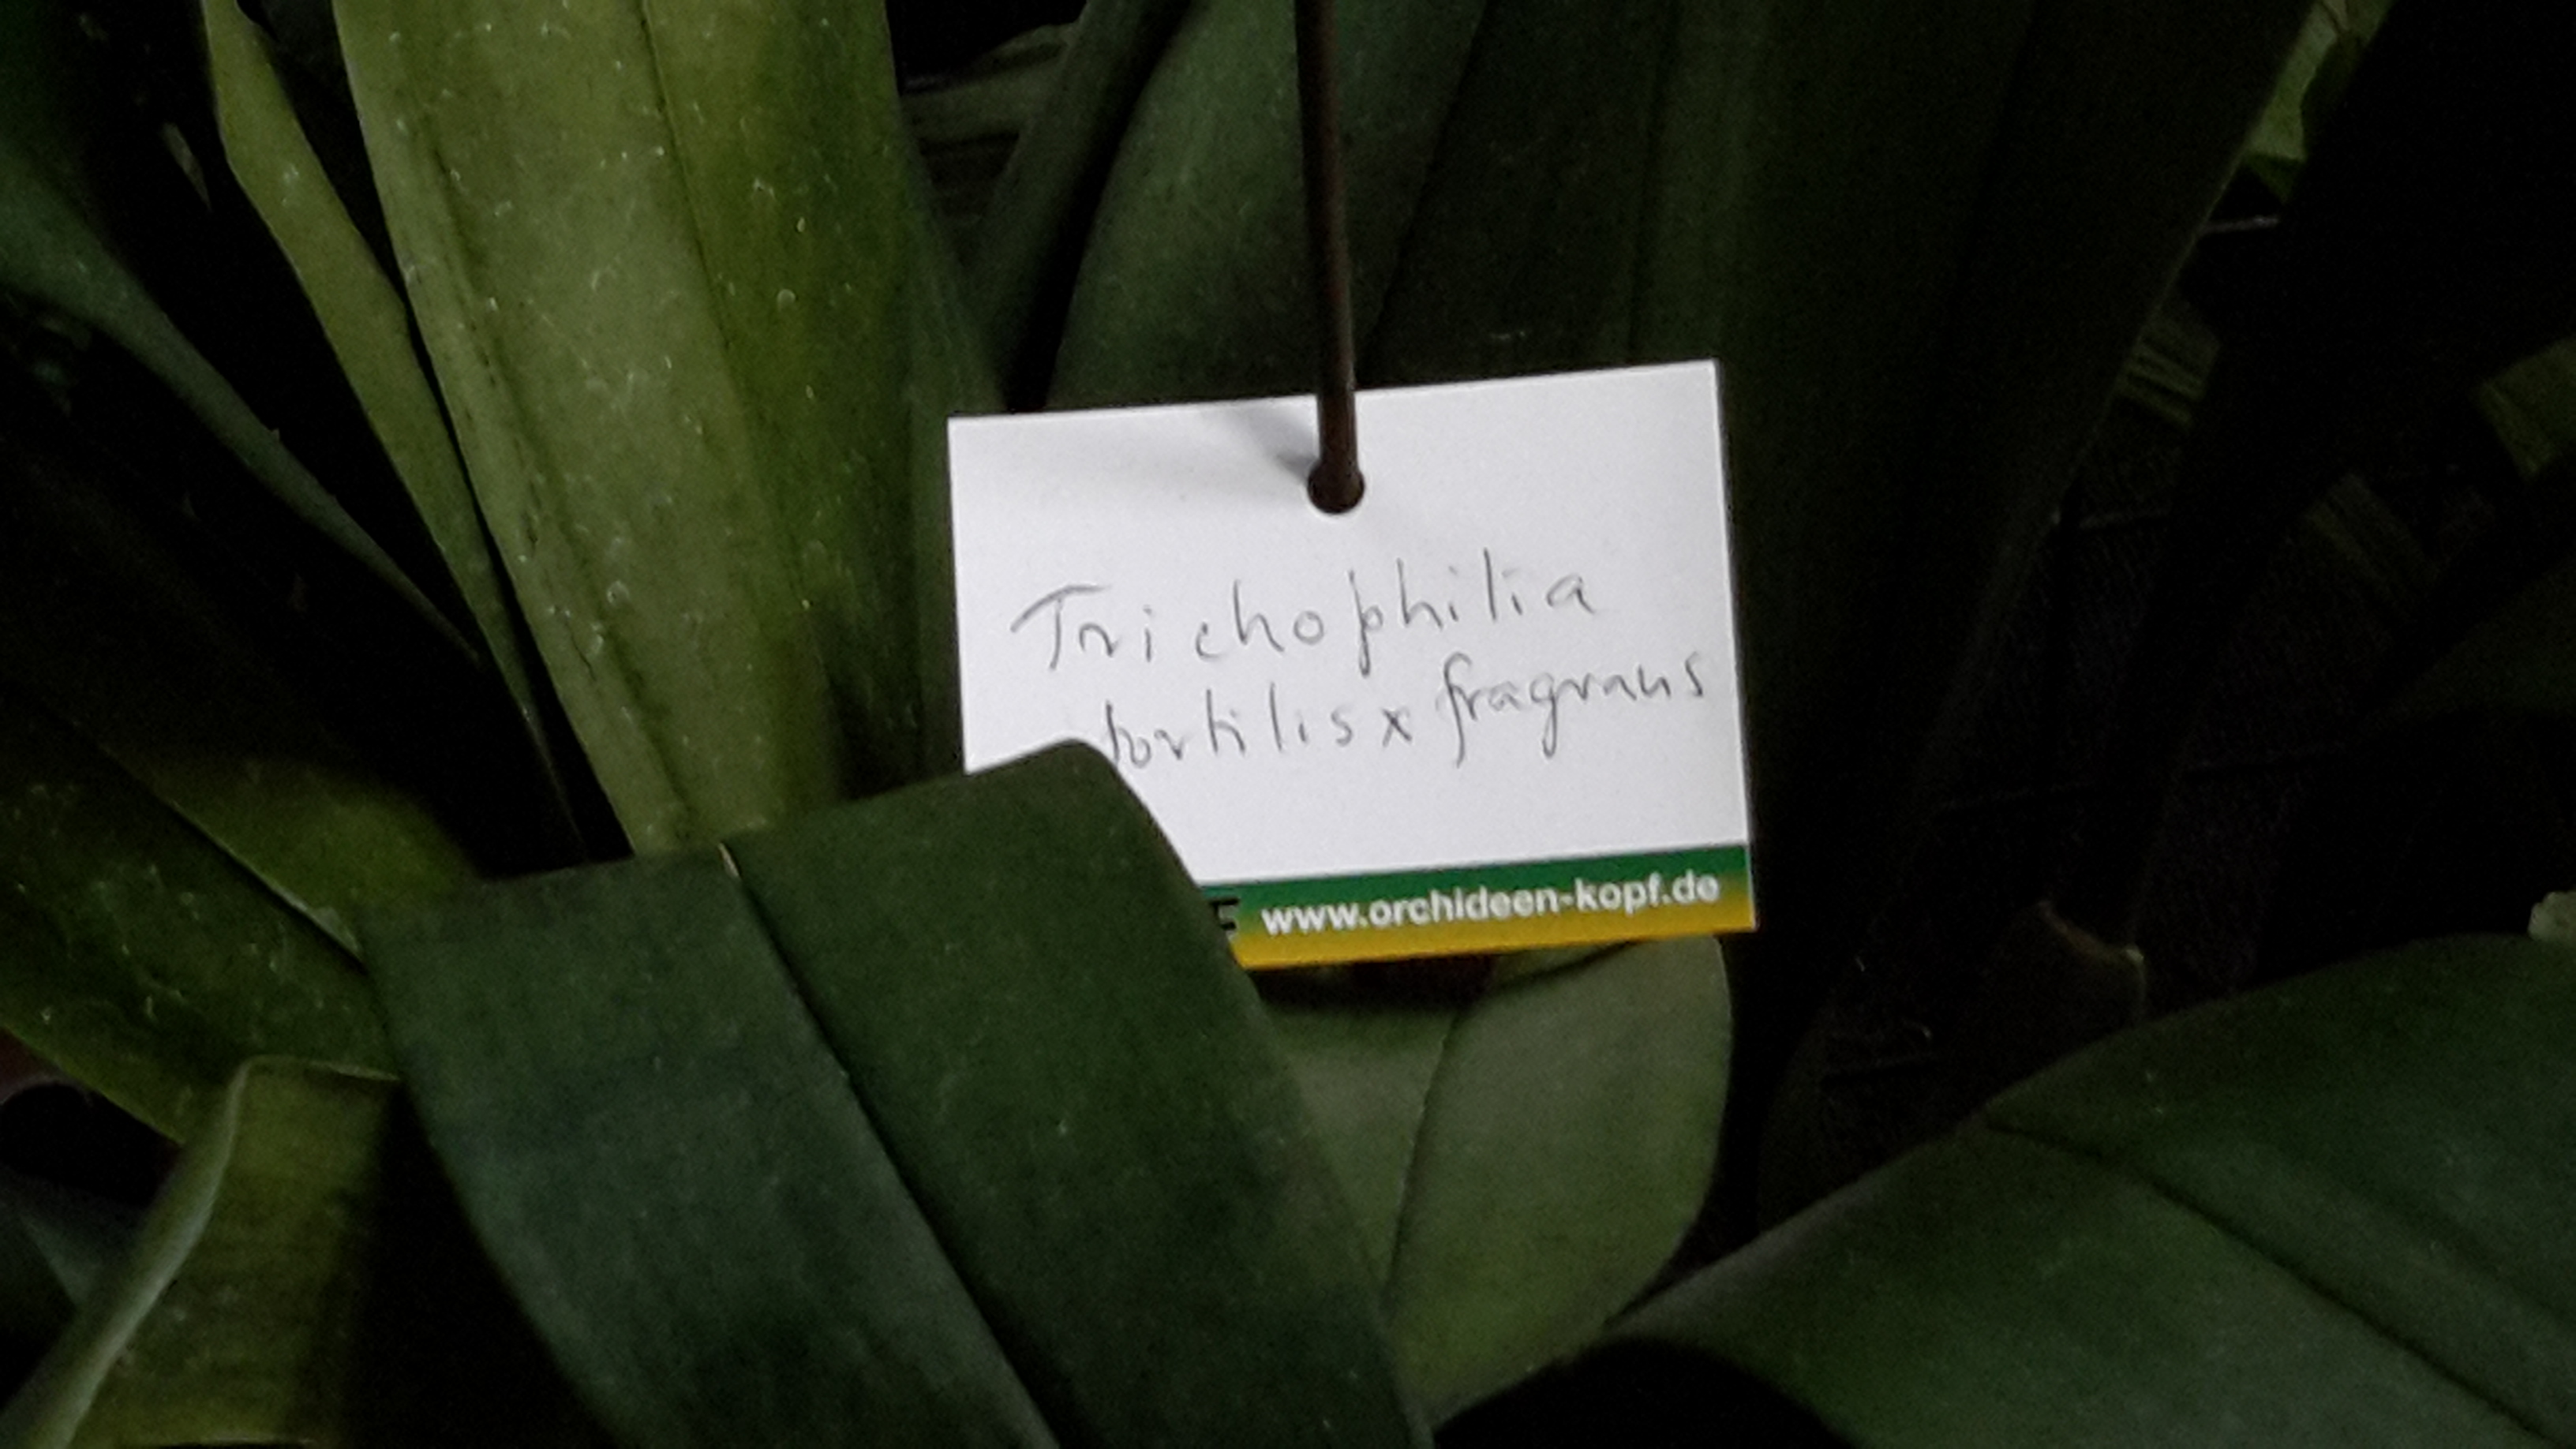 Trichophilia
tortilis x fragrans
www.orchideen-kopf.de